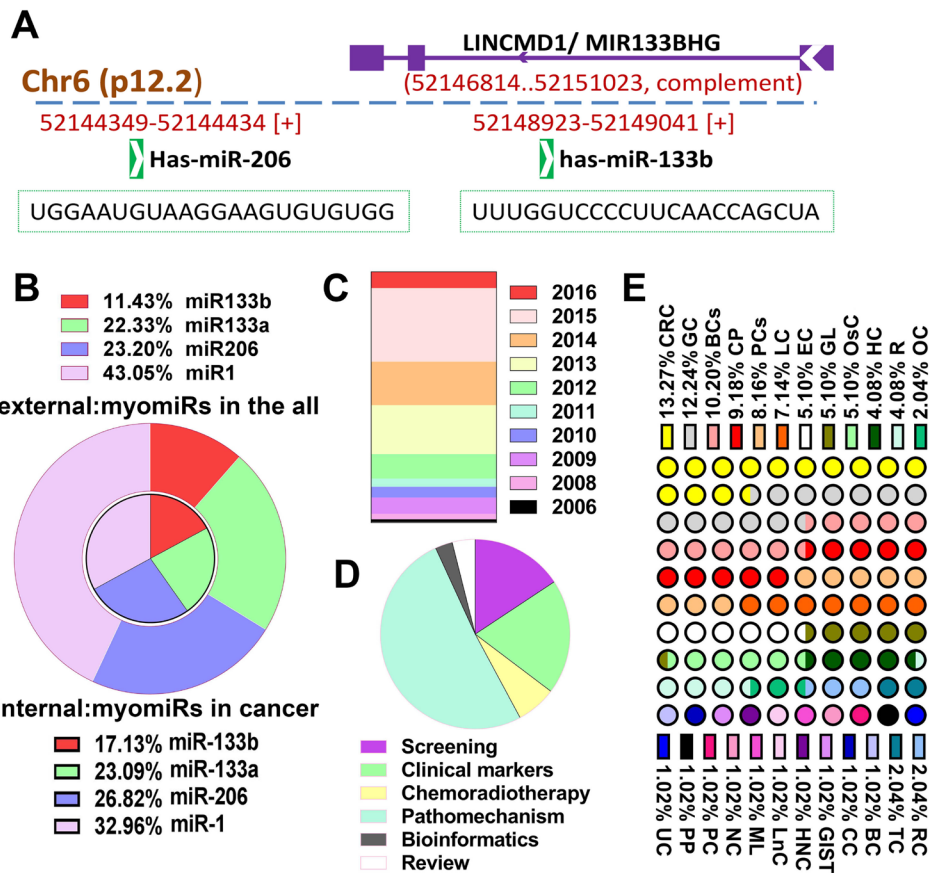 A
LINCMD1/ MIR133BHG
Chr6 (p12.2)
(52146814..52151023, complement)
52144349-52144434 [+]
52148923-52149041 [+]
Has-miR-206
has-miR-133b
UGGAAUGUAAGGAAGUGUGUGG
UUUGGUCCCCUUCAACCAGCUA
B
11.43% miR133b
22.33% miR133a
23.20% miR206
43.05% miR1
external:myomiRs in the all
nternal:myomiRs in cancer
17.13% miR-133b
23.09% miR-133a
26.82% miR-206
32.96% miR-1
C
2016
2015
2014
2013
2012
2011
2010
2009
2008
2006
D
Screening
Clinical markers
Chemoradiotherapy
Pathomechanism
Bioinformatics
Review
E
13.27% CRC
12.24% GC
10.20% BCs
9.18% CP
8.16% PCs
7.14% LC
5.10% EC
5.10% GL
5.10% OsC
4.08% HC
4.08% R
2.04% OC
1.02% UC
1.02% PP
1.02% PC
1.02% NC
1.02% ML
1.02% LnC
1.02% HNC
1.02% GIST
1.02% CC
1.02% BC
2.04% TC
2.04% RC